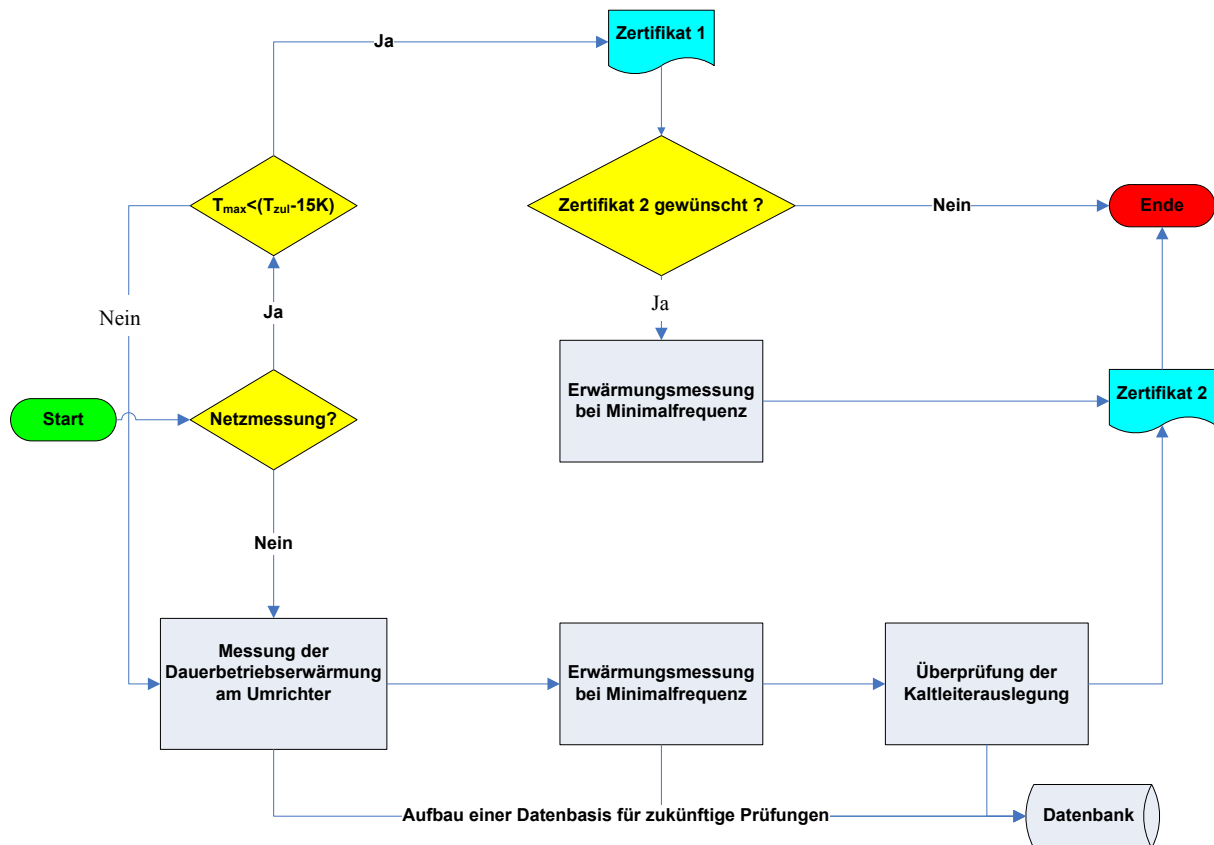 Ja
Zertifikat 1
T_max<(T_zul-15K)
Zertifikat 2 gewünscht ?
Nein
Ende
Nein
Ja
Ja
Start
Netzmessung?
Erwärmungsmessung
bei Minimalfrequenz
Zertifikat 2
Nein
Messung der
Dauerbetriebserwärmung
am Umrichter
Erwärmungsmessung
bei Minimalfrequenz
Überprüfung der
Kaltleiterauslegung
Aufbau einer Datenbasis für zukünftige Prüfungen
Datenbank